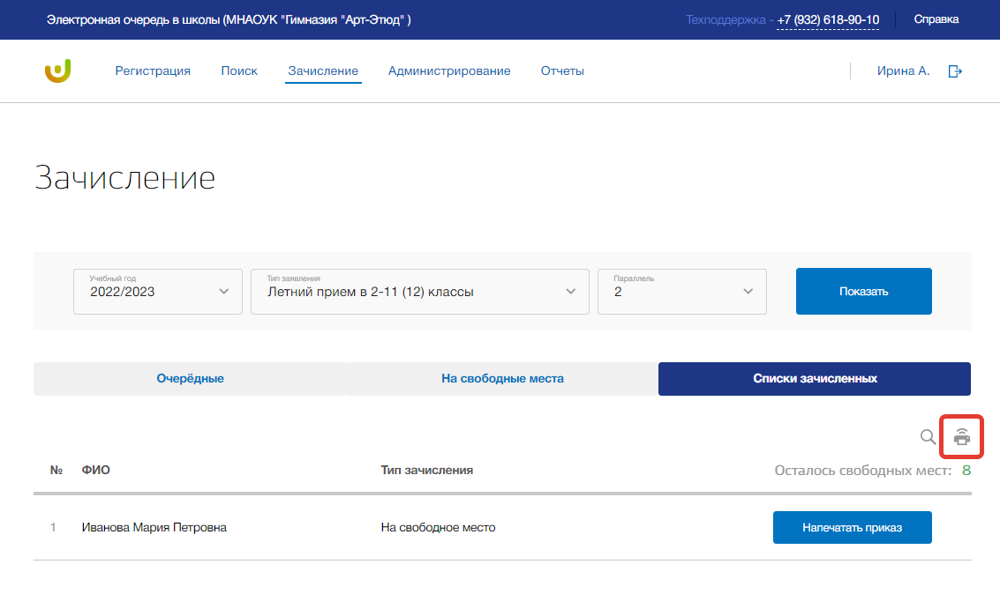 Электронная очередь в школы (МНАОУК "Гимназия "Арт-Этюд" )
Техподдержка - +7 (932) 618-90-10
Справка
Регистрация
Поиск
Зачисление
Администрирование
Отчеты
Ирина А.
Зачисление
Учебный год
2022/2023
Тип заявления
Летний прием в 2-11 (12) классы
Параллель
2
Показать
Очерёдные
На свободные места
Списки зачисленных
№ ФИО Тип зачисления Осталось свободных мест: 8
1 Иванова Мария Петровна На свободное место Напечатать приказ